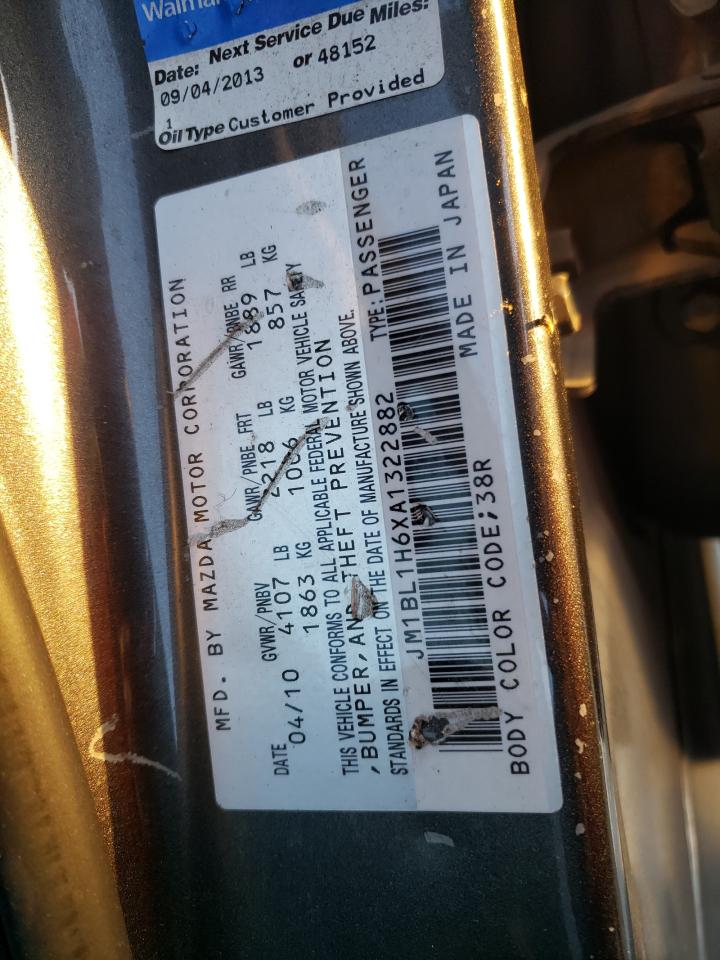 Next Service Due
Date: or Miles:
09/04/2013 48152
1
Oil Type Customer Provided
MFD. BY MAZDA MOTOR CORPORATION
DATE GVWR/PNBV GAWR/PNBE FRT GAWR/PNBE RR
04/10 4107 LB 2218 LB 1889 LB
1863 KG 1006 KG 857 KG
THIS VEHICLE CONFORMS TO ALL APPLICABLE FEDERAL MOTOR VEHICLE SAFETY
,BUMPER, AND THEFT PREVENTION
STANDARDS IN EFFECT ON THE DATE OF MANUFACTURE SHOWN ABOVE.
JM1BL1H6XA1322882 TYPE: PASSENGER
MADE IN JAPAN
BODY COLOR CODE;38R